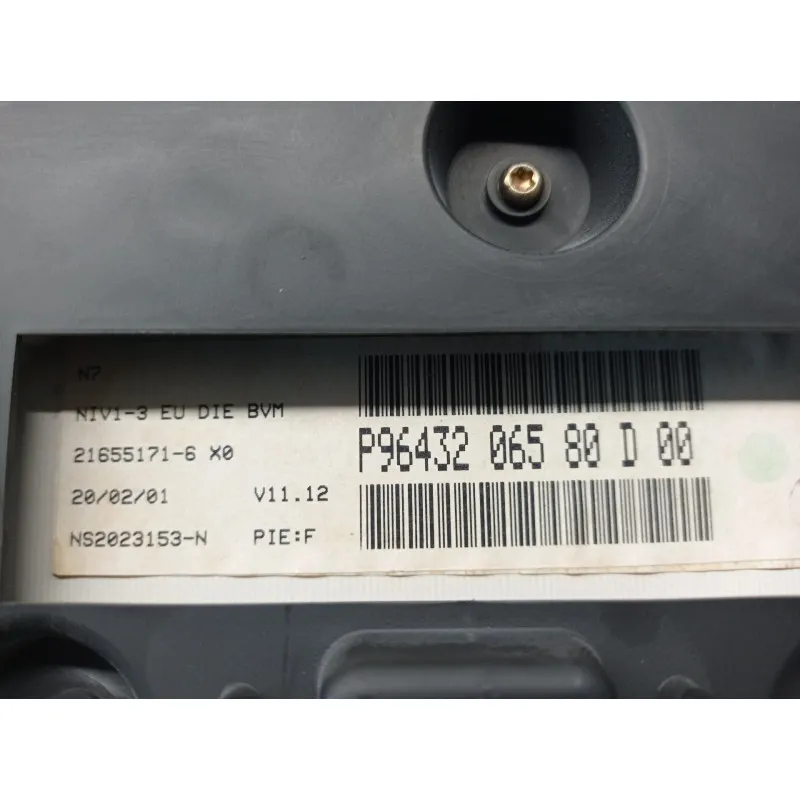 N7
NIV1-3 EU DIE BVM
21655171-6 X0
20/02/01 V11.12
NS2023153-N PIE:F
P96432 065 80 D 00